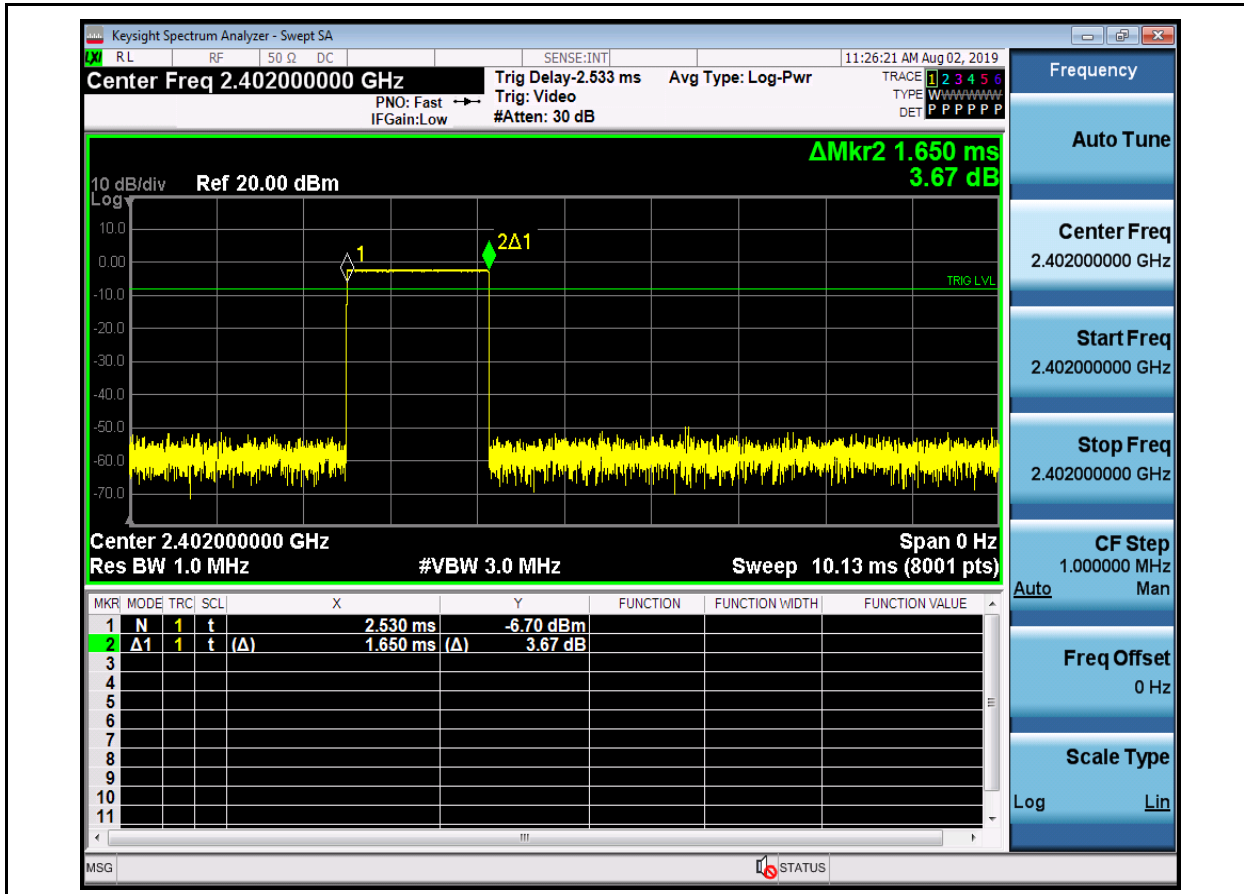 Keysight Spectrum Analyzer - Swept SA
LXI RL RF 50 Ω DC SENSE:INT 11:26:21 AM Aug 02, 2019
Center Freq 2.402000000 GHz
PNO: Fast
IFGain:Low
Trig Delay-2.533 ms
Trig: Video
#Atten: 30 dB
Avg Type: Log-Pwr
TRACE 1 2 3 4 5 6
TYPE WWWWWW
DET P P P P P P
ΔMkr2 1.650 ms
3.67 dB
10 dB/div Ref 20.00 dBm
Log
10.0
0.00
-10.0
-20.0
-30.0
-40.0
-50.0
-60.0
-70.0
1
2Δ1
TRIG LVL
Center 2.402000000 GHz Span 0 Hz
Res BW 1.0 MHz #VBW 3.0 MHz Sweep 10.13 ms (8001 pts)
MKR MODE TRC SCL X Y FUNCTION FUNCTION WIDTH FUNCTION VALUE
1 N 1 t 2.530 ms -6.70 dBm
2 Δ1 1 t (Δ) 1.650 ms (Δ) 3.67 dB
3
4
5
6
7
8
9
10
11
MSG STATUS
Frequency
Auto Tune
Center Freq
2.402000000 GHz
Start Freq
2.402000000 GHz
Stop Freq
2.402000000 GHz
CF Step
1.000000 MHz
Auto Man
Freq Offset
0 Hz
Scale Type
Log Lin